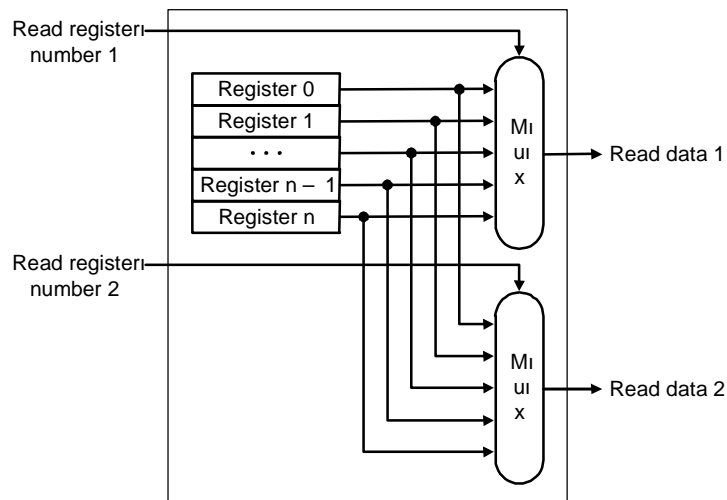 Read registerı
number 1
Register 0
Register 1
. . .
Register n – 1
Register n
Mı
uı
x
Read data 1
Read registerı
number 2
Mı
uı
x
Read data 2